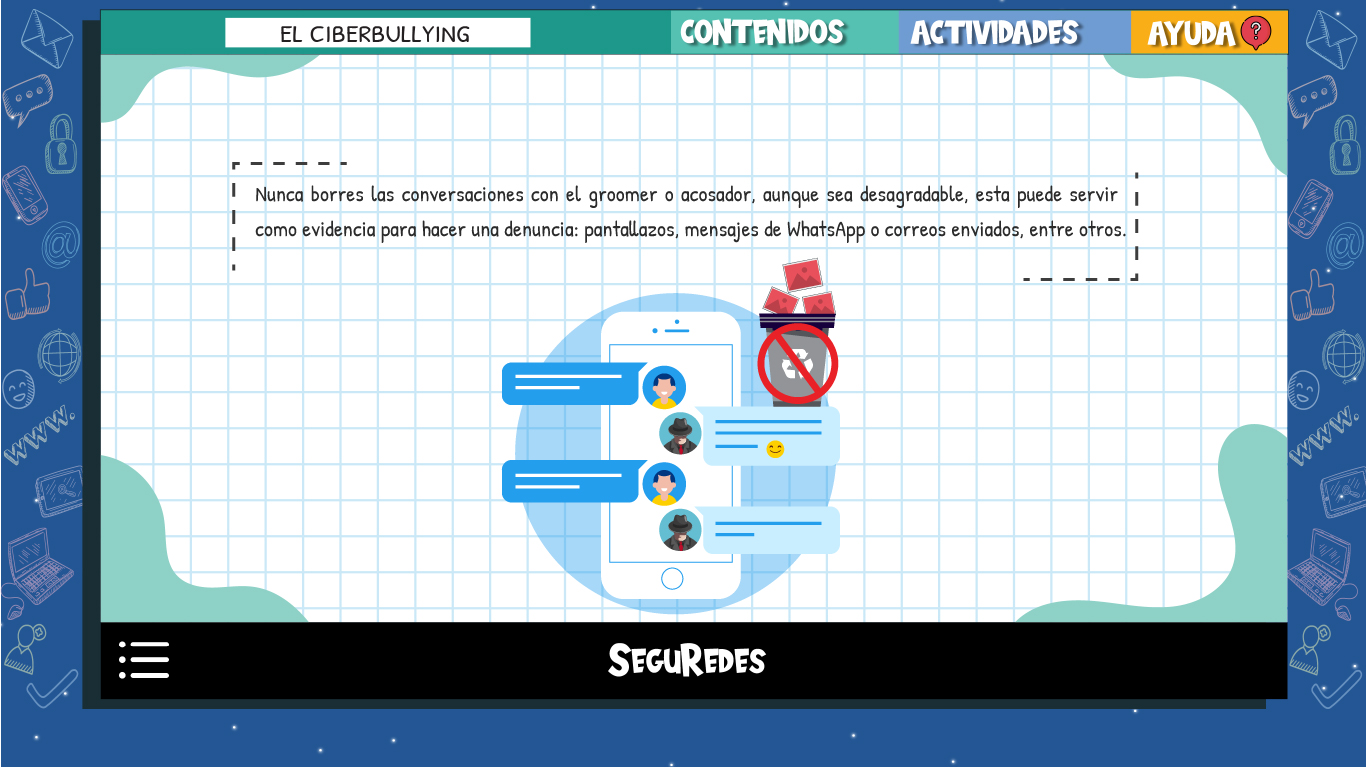 EL CIBERBULLYING
CONTENIDOS
ACTIVIDADES
AYUDA ?
Nunca borres las conversaciones con el groomer o acosador, aunque sea desagradable, esta puede servir
como evidencia para hacer una denuncia: pantallazos, mensajes de WhatsApp o correos enviados, entre otros.
@
@
www.
www.
SEGUREDES